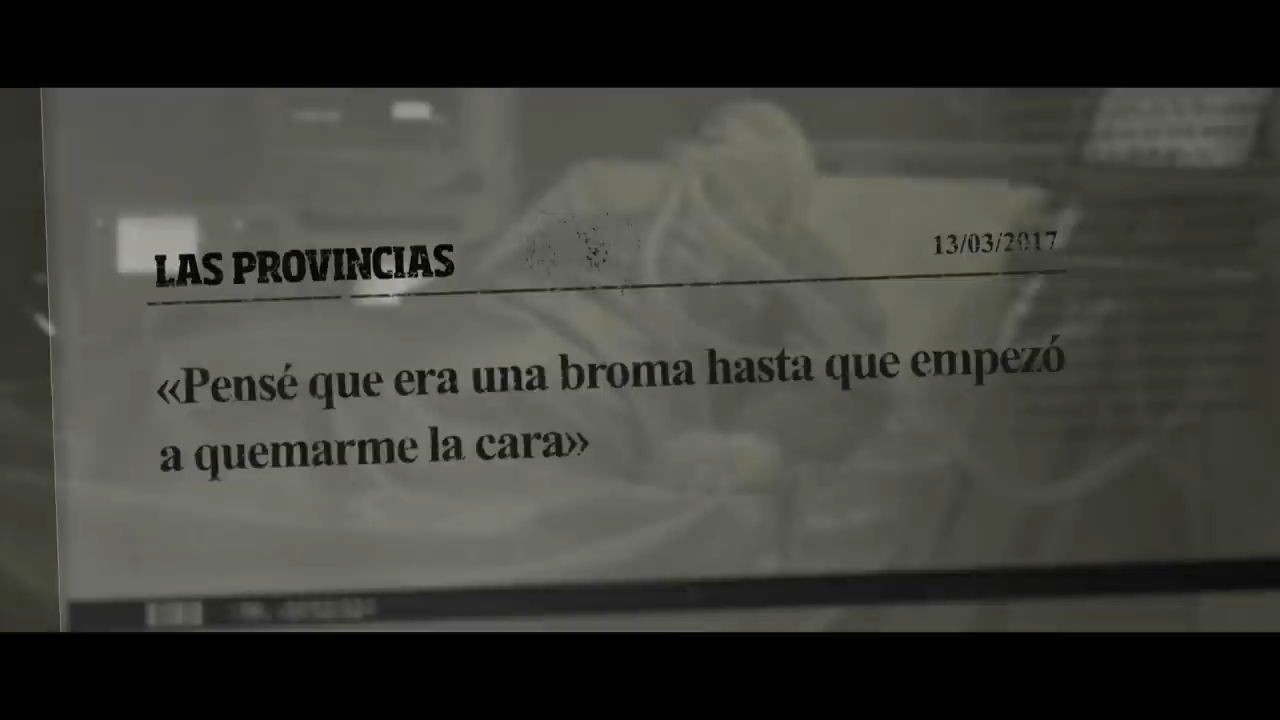 LAS PROVINCIAS
13/03/2017
«Pensé que era una broma hasta que empezó
a quemarme la cara»